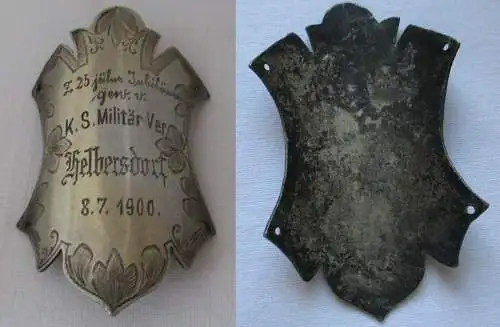 Z. 25 jähr. Jubiläum
gew. v.
K. S. Militär Ver.
Helbersdorf
8.7. 1900.